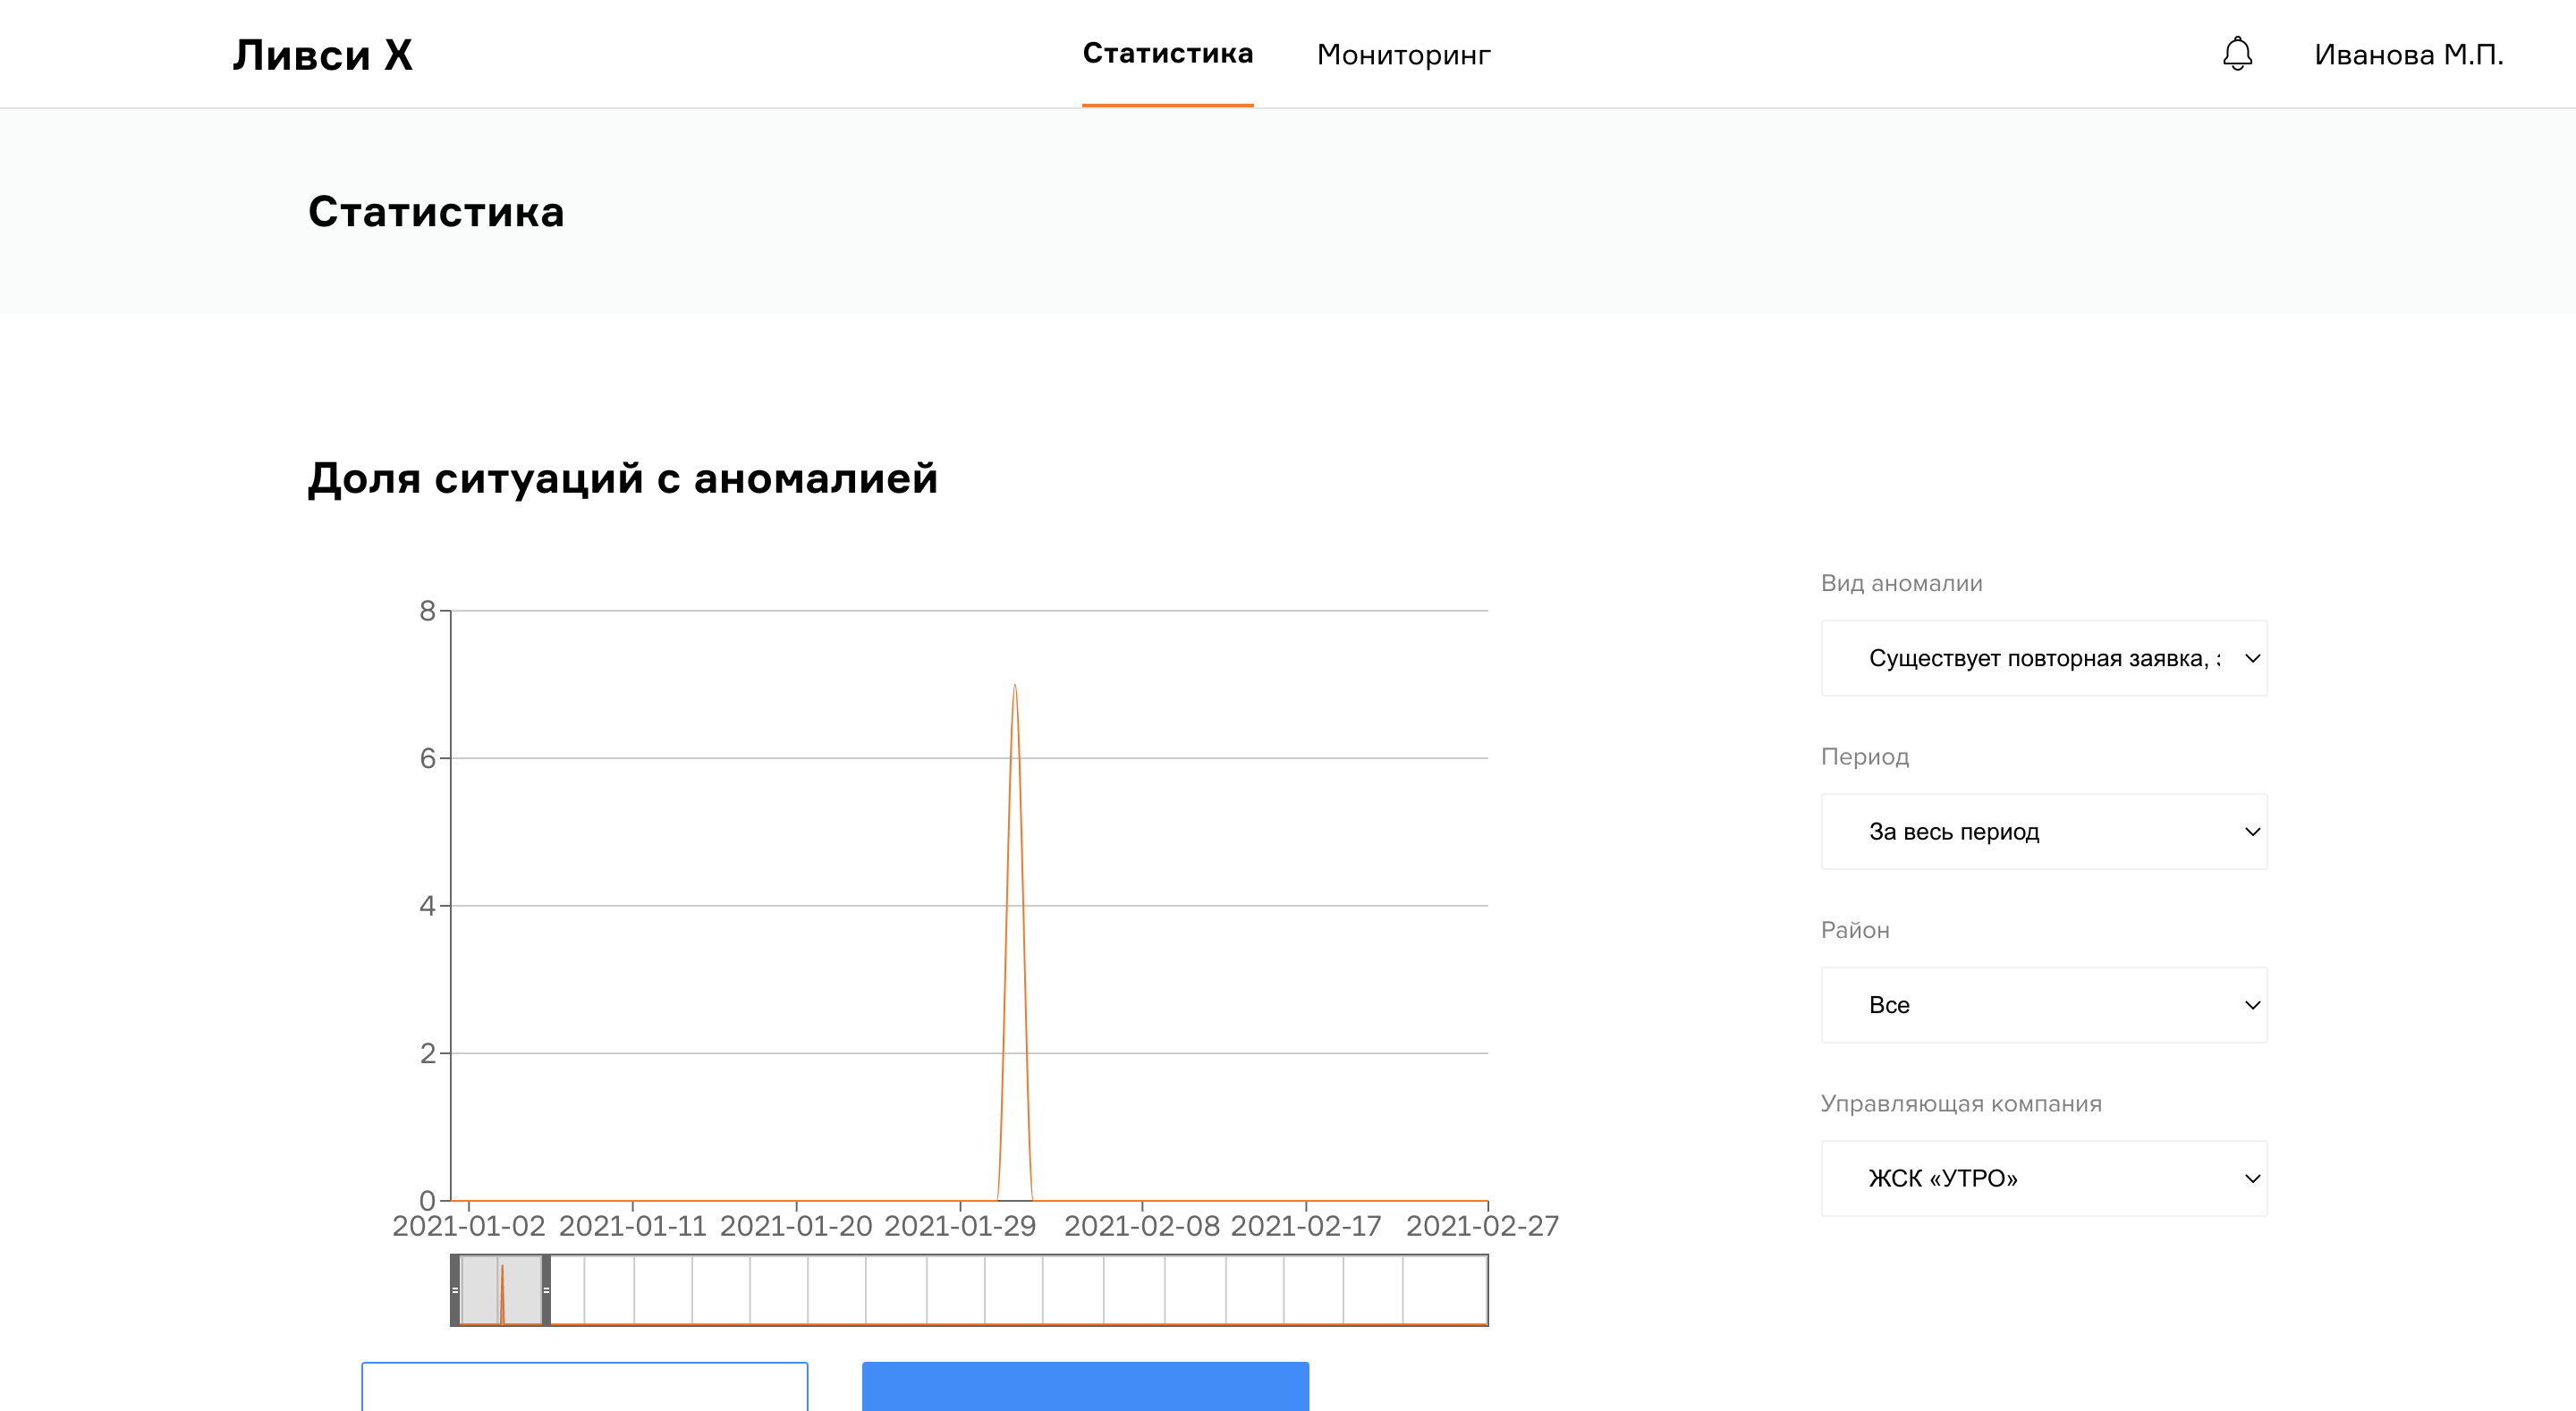 Ливси X
Статистика
Мониторинг
Иванова М.П.
Статистика
Доля ситуаций с аномалией
8
6
4
2
0
2021-01-02 2021-01-11 2021-01-20 2021-01-29 2021-02-08 2021-02-17 2021-02-27
Вид аномалии
Существует повторная заявка,
Период
За весь период
Район
Все
Управляющая компания
ЖСК «УТРО»